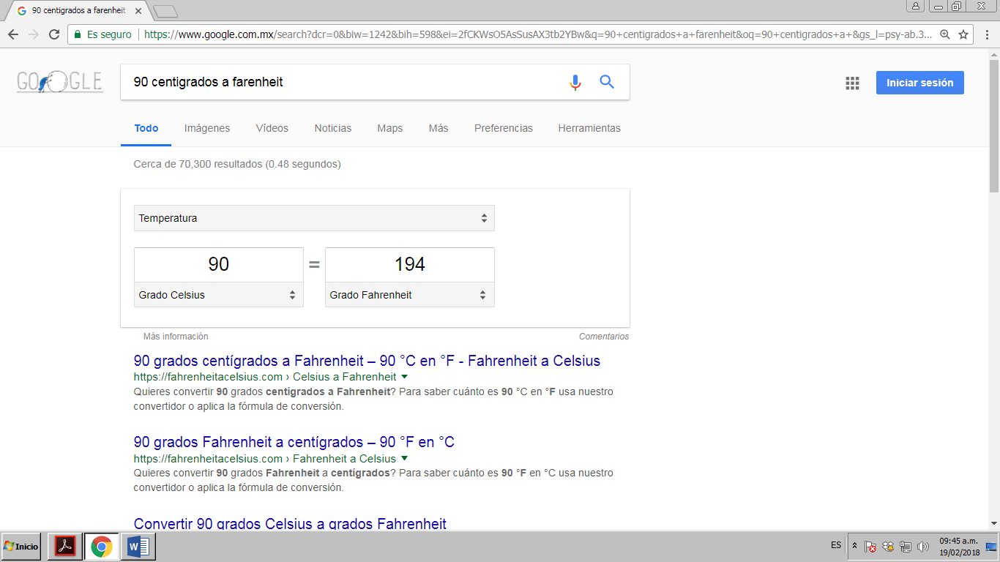 90 centigrados a farenheit
Es seguro
https://www.google.com.mx/search?dcr=0&biw=1242&bih=598&ei=2fCKWsO5AsSusAX3tb2YBw&q=90+centigrados+a+farenheit&oq=90+centigrados+a+&gs_l=psy-ab.3...
GOOGLE
90 centigrados a farenheit
Iniciar sesión
Todo Imágenes Vídeos Noticias Maps Más Preferencias Herramientas
Cerca de 70,300 resultados (0.48 segundos)
Temperatura
90 = 194
Grado Celsius Grado Fahrenheit
Más información Comentarios
90 grados centígrados a Fahrenheit – 90 °C en °F - Fahrenheit a Celsius
https://fahrenheitacelsius.com › Celsius a Fahrenheit
Quieres convertir 90 grados centígrados a Fahrenheit? Para saber cuánto es 90 °C en °F usa nuestro
convertidor o aplica la fórmula de conversión.
90 grados Fahrenheit a centígrados – 90 °F en °C
https://fahrenheitacelsius.com › Fahrenheit a Celsius
Quieres convertir 90 grados Fahrenheit a centígrados? Para saber cuánto es 90 °F en °C usa nuestro
convertidor o aplica la fórmula de conversión.
Convertir 90 grados Celsius a grados Fahrenheit
Inicio
ES
09:45 a.m.
19/02/2018